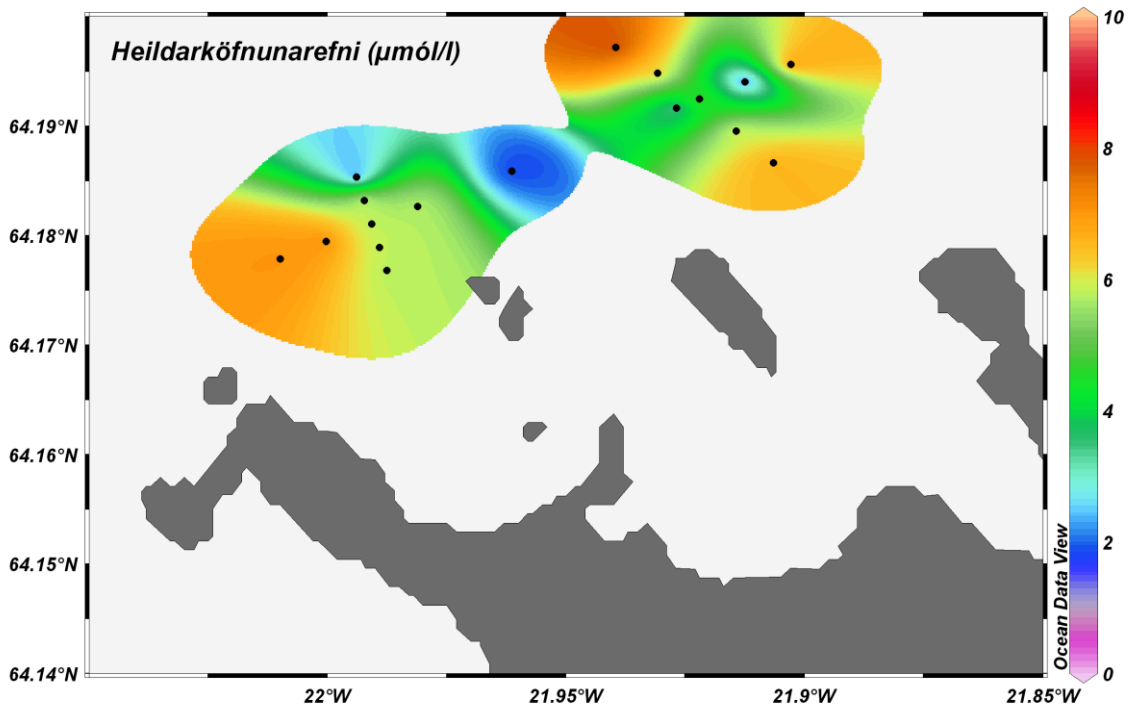 Heildarköfnunarefni (µmól/l)
64.19°N
64.18°N
64.17°N
64.16°N
64.15°N
64.14°N
22°W
21.95°W
21.9°W
21.85°W
Ocean Data View
10
8
6
4
2
0